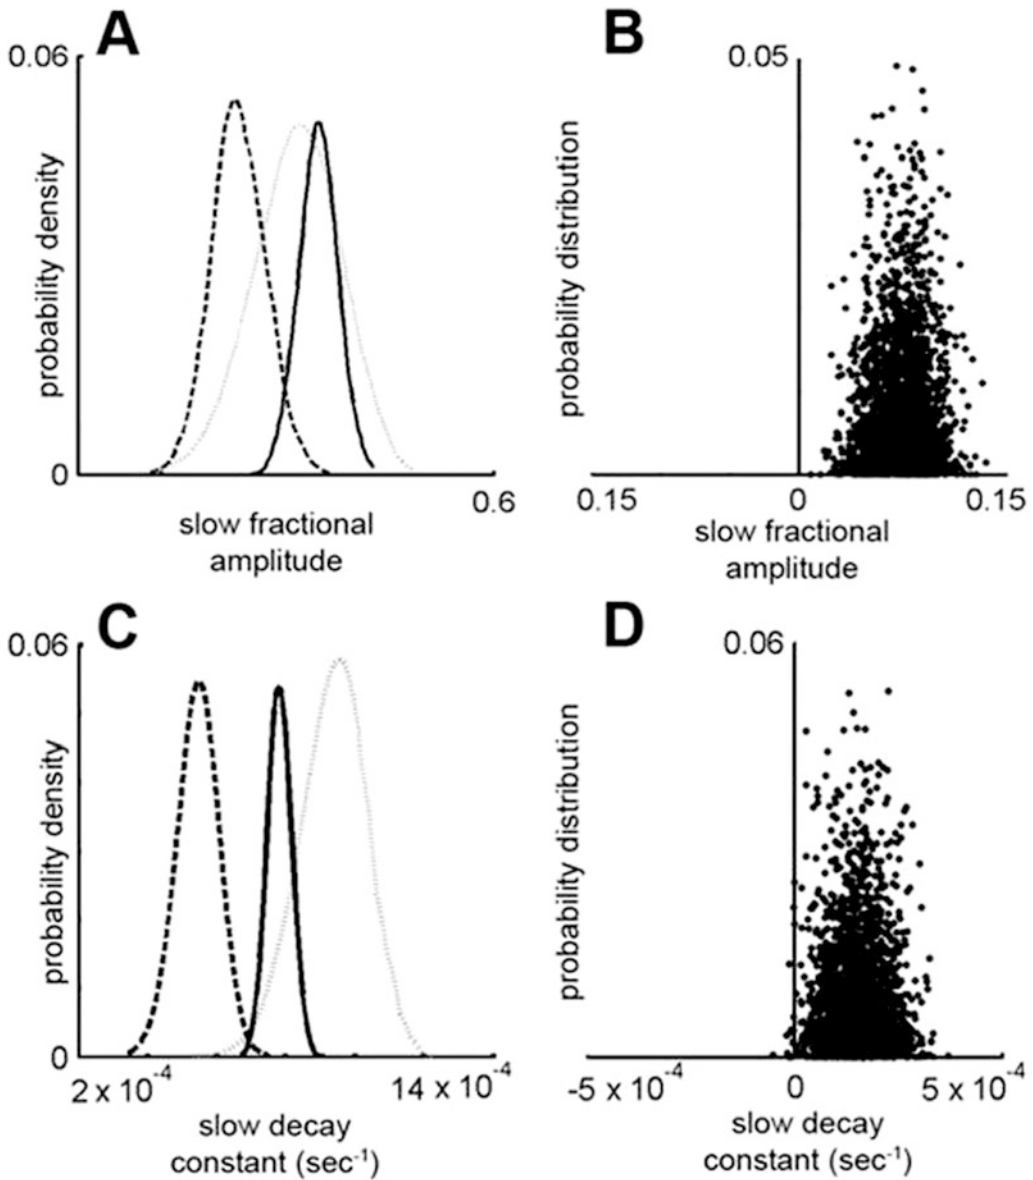 A
0.06
probability density
0
0.6
slow fractional
amplitude
B
0.05
probability distribution
0.15
0
0.15
slow fractional
amplitude
C
0.06
probability density
0
2 x 10⁻⁴
14 x 10⁻⁴
slow decay
constant (sec⁻¹)
D
0.06
probability distribution
-5 x 10⁻⁴
0
5 x 10⁻⁴
slow decay
constant (sec⁻¹)